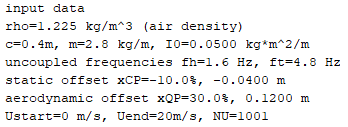 input data
rho=1.225 kg/m^3 (air density)
c=0.4m, m=2.8 kg/m, I0=0.0500 kg*m^2/m
uncoupled frequencies fh=1.6 Hz, ft=4.8 Hz
static offset xCP=-10.0%, -0.0400 m
aerodynamic offset xQP=30.0%, 0.1200 m
Ustart=0 m/s, Uend=20m/s, NU=1001